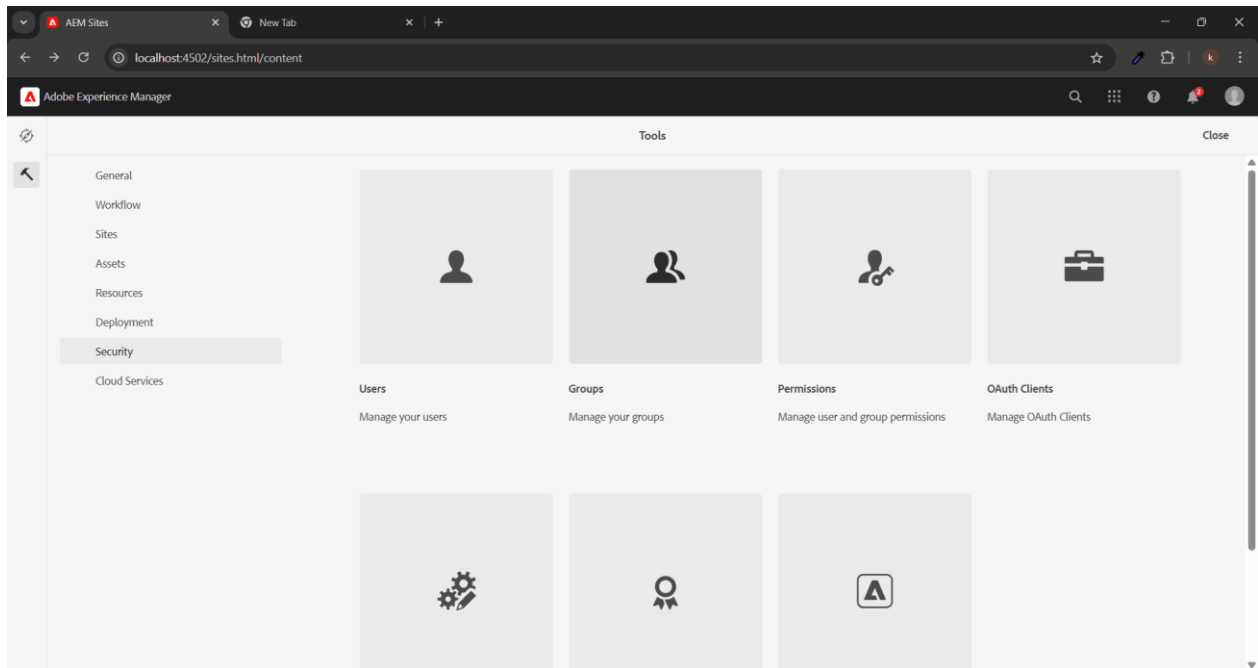 AEM Sites
New Tab
localhost:4502/sites.html/content
k
Adobe Experience Manager
2
Tools
Close
General
Workflow
Sites
Assets
Resources
Deployment
Security
Cloud Services
Users
Groups
Permissions
OAuth Clients
Manage your users
Manage your groups
Manage user and group permissions
Manage OAuth Clients